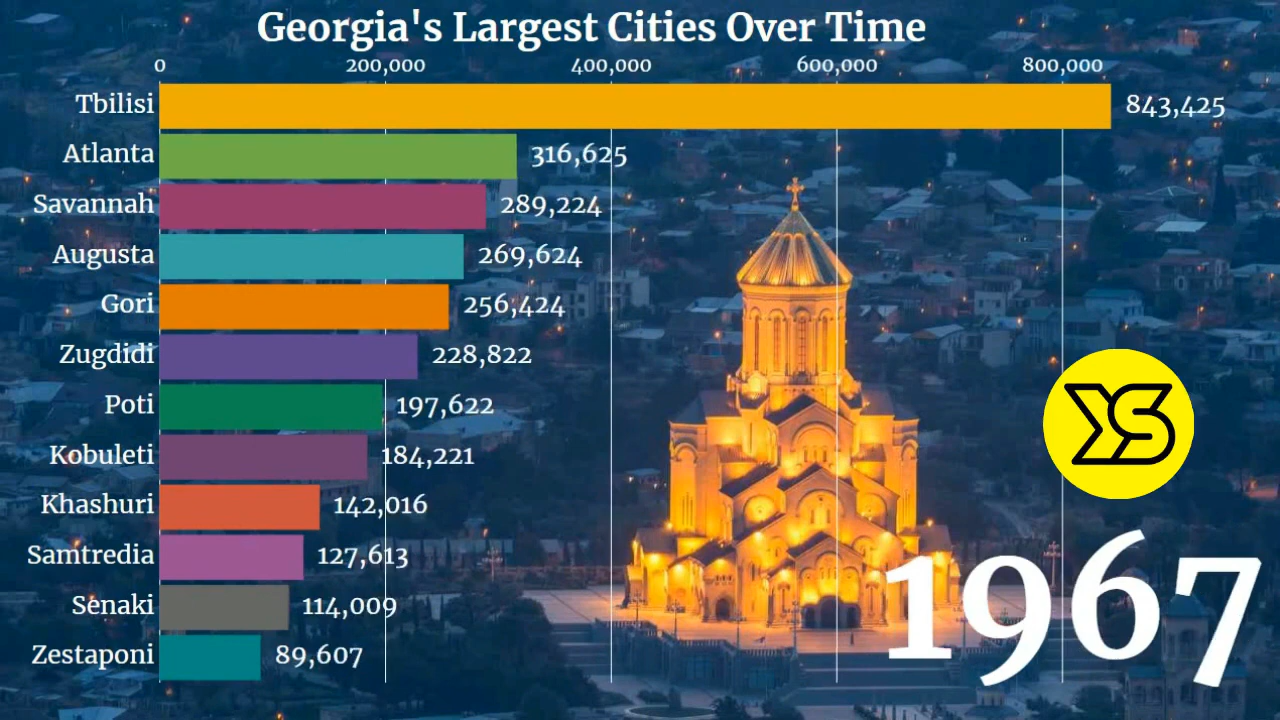 Georgia's Largest Cities Over Time
0 200,000 400,000 600,000 800,000
Tbilisi 843,425
Atlanta 316,625
Savannah 289,224
Augusta 269,624
Gori 256,424
Zugdidi 228,822
Poti 197,622
Kobuleti 184,221
Khashuri 142,016
Samtredia 127,613
Senaki 114,009
Zestaponi 89,607
YS
1967